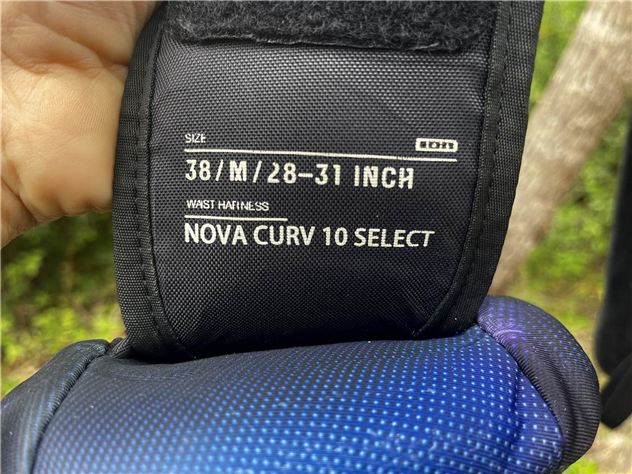 SIZE
ion
38/M/28–31 INCH
WAIST HARNESS
NOVA CURV 10 SELECT